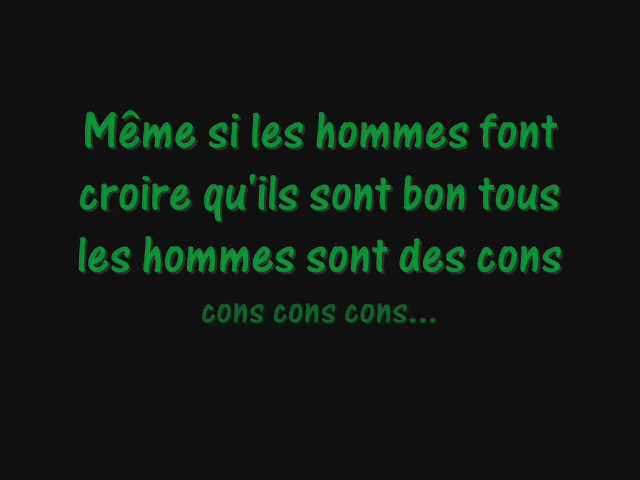 Même si les hommes font
croire qu'ils sont bon tous
les hommes sont des cons
cons cons cons...